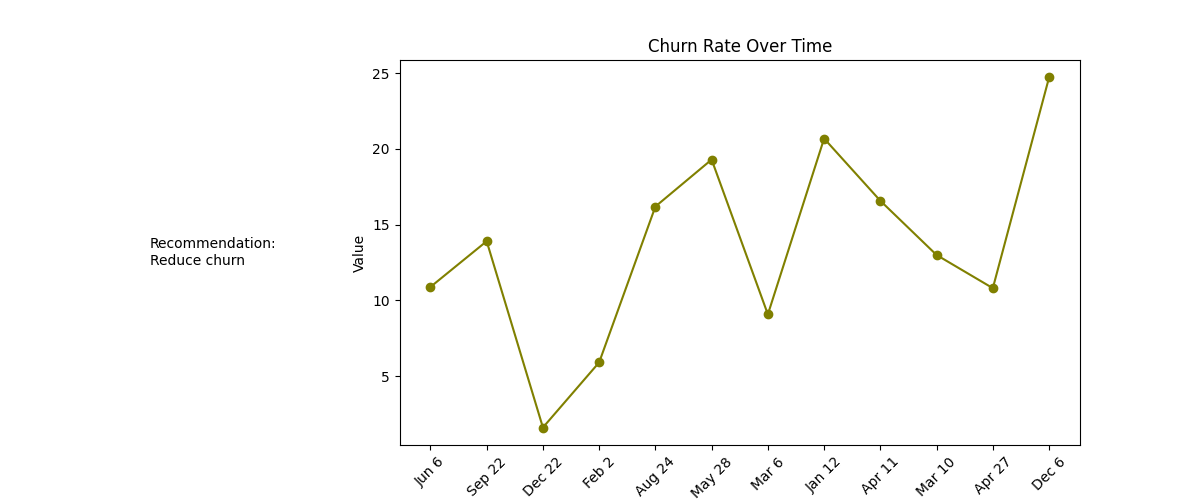 Churn Rate Over Time
Recommendation:
Reduce churn
Value
25
20
15
10
5
Jun 6
Sep 22
Dec 22
Feb 2
Aug 24
May 28
Mar 6
Jan 12
Apr 11
Mar 10
Apr 27
Dec 6